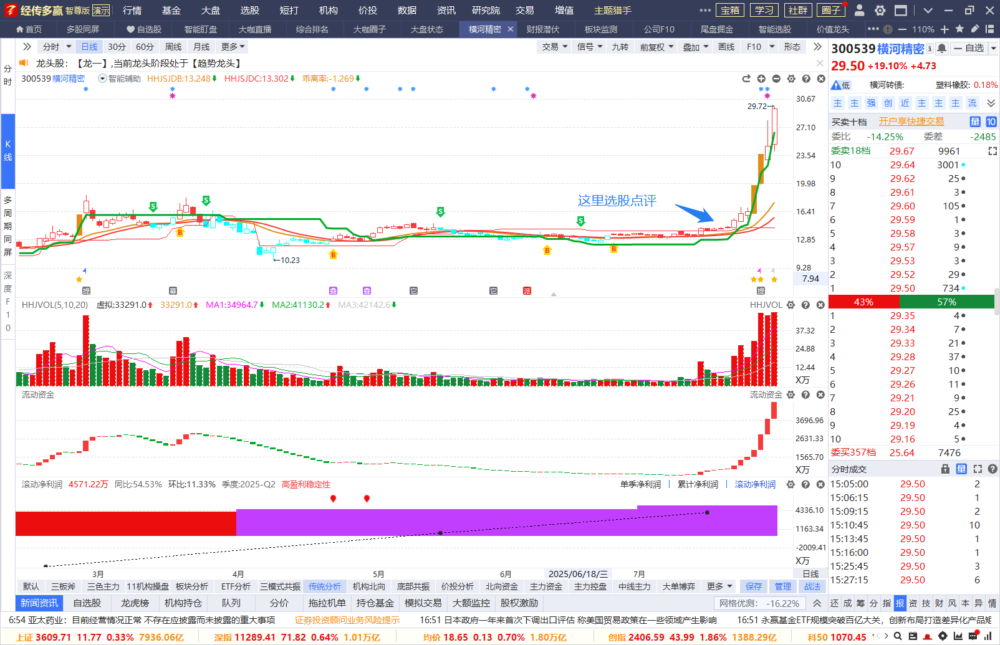 经传多赢 智尊版 演示 行情 基金 大盘 选股 短打 机构 价投 数据 资讯 研究院 交易 增值 主题猎手 ••• 宝箱 学习 社群 圈子
首页 多股同屏 自选股 智能盯盘 大咖直播 综合排名 大咖圈子 大盘状态 横河精密 × 财报潜伏 板块监测 公司F10 尾盘掘金 智能选股 价值龙头 ••• 110%
分时 日线 30分 60分 周线 月线 更多 交易 信号 九转 前复权 叠加 画线 F10 形态
龙头股：【龙一】,当前龙头阶段处于【趋势龙头】
300539 横河精密 智能辅助 HHJSJDB:13.248 HHJSJDC:13.302 乖离率:-1.269
分时
K线
多周期同屏
深度F10
29.72→
30.67
27.10
23.54
19.98
16.41
12.85
9.28
7.94
这里选股点评
S S S S
B B B B B
←10.23
提 荐 夺 夺 它 它 派 提
HHJVOL(5,10,20) 虚拟:33291.0 33291.0 MA1:34964.7 MA2:41130.2 MA3:42142.6 HHJVOL
37.32
24.88
12.44
X万
流动资金 流动资金
3696.96
2631.33
1565.70
X万
滚动净利润 4571.22万 同比:54.53% 环比:11.33% 季度:2025-Q2 高盈利稳定性 单季净利润 | 累计净利润 | 滚动净利润
4336.10
1163.34
-2009.41
X万
3月 4月 5月 6月 2025/06/18/三 7月 日线
默认 三板斧 三色主力 11机构操盘 板块分析 ETF分析 三模式共振 传统分析 机构北向 底部共振 价投分析 北向资金 主力资金 主力控盘 中线主力 大单博弈 更多 保存 管理 战法
新闻资讯 自选股 龙虎榜 机构持仓 队列 分价 拖拉机单 持仓基金 模拟交易 大额监控 股权激励 网格优测： -16.22%
还 成 筹 分 指 报 资 技 财 风 本 异 情
300539 横河精密 自选
29.50 +19.10% +4.73
低 横河转债: 塑料橡胶: 0.18%
主 主 强 创 近 主 主 主 流
买卖十档 开户享快捷交易 量 10
委比 -14.25% 委差 -2485
委卖18档 29.67 9961
10 29.64 3001
9 29.62 25
8 29.61 3
7 29.60 105
6 29.59 1
5 29.58 3
4 29.57 9
3 29.53 3
2 29.52 29
1 29.50 734
43% 57%
1 29.35 4
2 29.34 7
3 29.33 21
4 29.28 37
5 29.27 10
6 29.26 11
7 29.21 9
8 29.20 25
9 29.19 4
10 29.16 5
委买357档 25.64 7476
分时成交 量
15:05:00 29.50 2
15:06:15 29.50 1
15:09:15 29.50 2
15:10:45 29.50 10
15:13:45 29.50 1
15:16:00 29.50 1
15:25:45 29.50 3
15:27:15 29.50 6
6:54 亚太药业：目前经营情况正常 不存在应披露而未披露的重大事项 证券投资顾问业务风险提示 16:51 日本政府一年来首次下调出口评估 称美国贸易政策在一些领域产生影响 16:51 永赢基金ETF规模突破百亿大关，创新布局打造差异化产品矩
上证 3609.71 11.77 0.33% 7936.06亿 深指 11289.41 71.82 0.64% 1.01万亿 均价 18.65 0.13 0.70% 1.80万亿 创指 2406.59 43.99 1.86% 1388.29亿 科50 1070.45